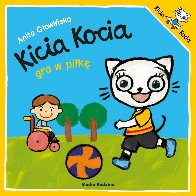 Anita Głowińska
Kicia Kocia
gra w piłkę
Media Rodzina